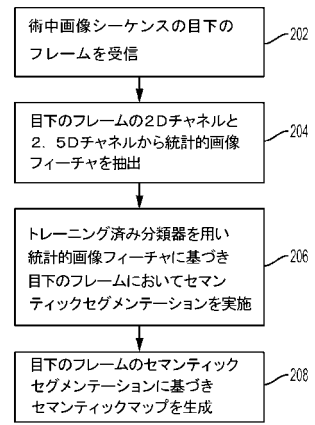 術中画像シーケンスの目下の
フレームを受信
202
目下のフレームの2Dチャネルと
2.5Dチャネルから統計的画像
フィーチャを抽出
204
トレーニング済み分類器を用い
統計的画像フィーチャに基づき
目下のフレームにおいてセマン
ティックセグメンテーションを実施
206
目下のフレームのセマンティック
セグメンテーションに基づき
セマンティックマップを生成
208